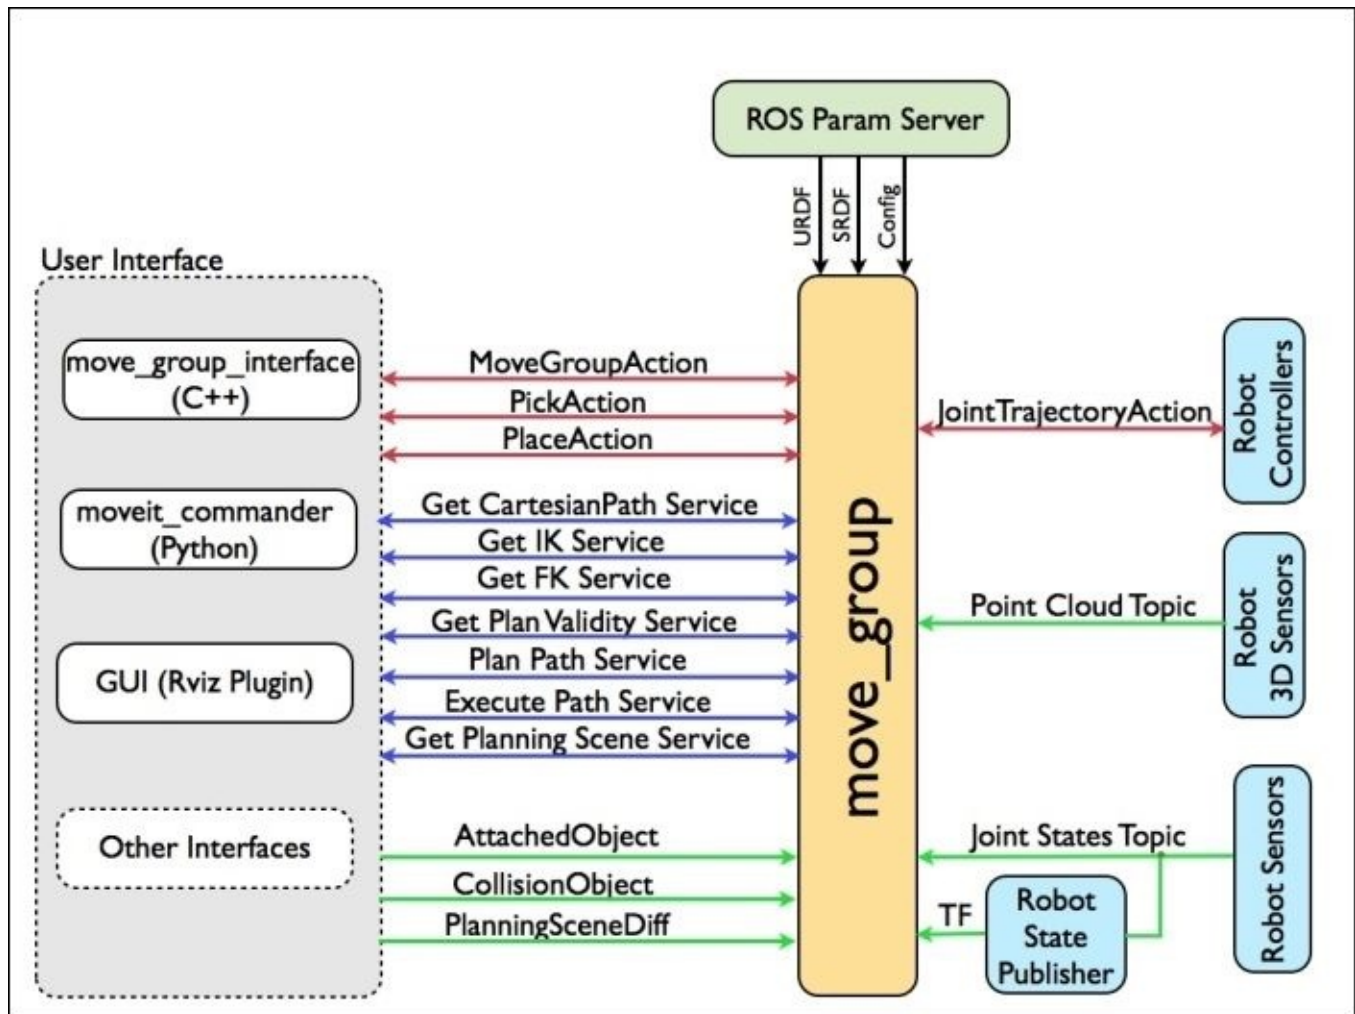 ROS Param Server
URDF
SRDF
Config
User Interface
move_group_interface
(C++)
moveit_commander
(Python)
GUI (Rviz Plugin)
Other Interfaces
MoveGroupAction
PickAction
PlaceAction
Get CartesianPath Service
Get IK Service
Get FK Service
Get Plan Validity Service
Plan Path Service
Execute Path Service
Get Planning Scene Service
AttachedObject
CollisionObject
PlanningSceneDiff
move_group
JointTrajectoryAction
Robot
Controllers
Point Cloud Topic
Robot
3D Sensors
Joint States Topic
TF
Robot
State
Publisher
Robot Sensors